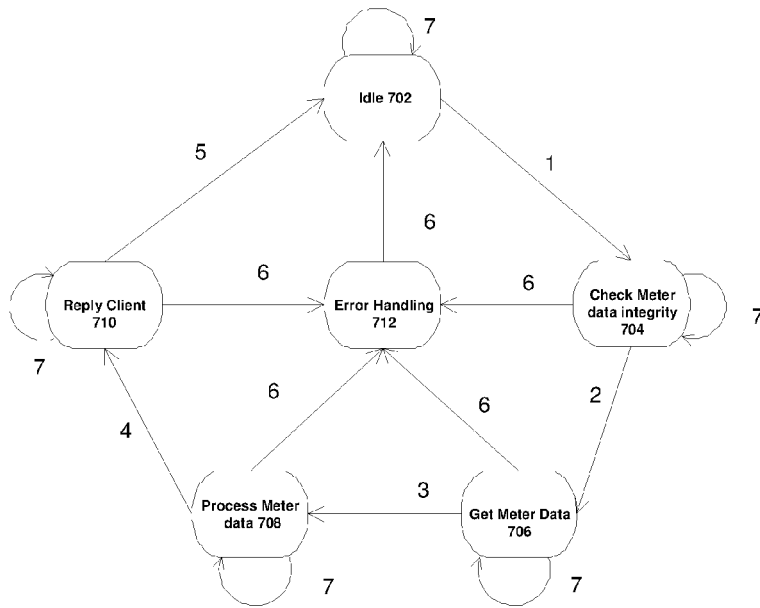 7
Idle 702
5
1
6
6
6
Reply Client
710
Error Handling
712
Check Meter
data integrity
704
7
7
6
6
2
4
3
Process Meter
data 708
Get Meter Data
706
7
7